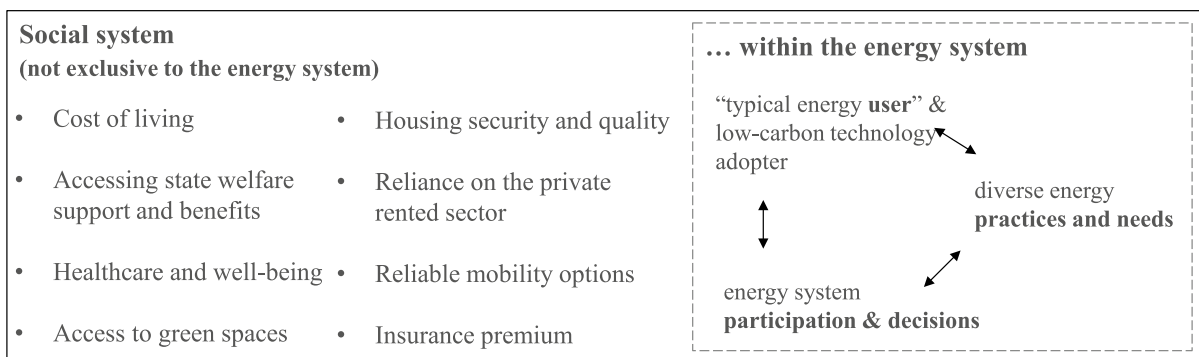 Social system
(not exclusive to the energy system)
• Cost of living
• Accessing state welfare
support and benefits
• Healthcare and well-being
• Access to green spaces
• Housing security and quality
• Reliance on the private
rented sector
• Reliable mobility options
• Insurance premium
… within the energy system
“typical energy user” &
low-carbon technology
adopter
diverse energy
practices and needs
energy system
participation & decisions